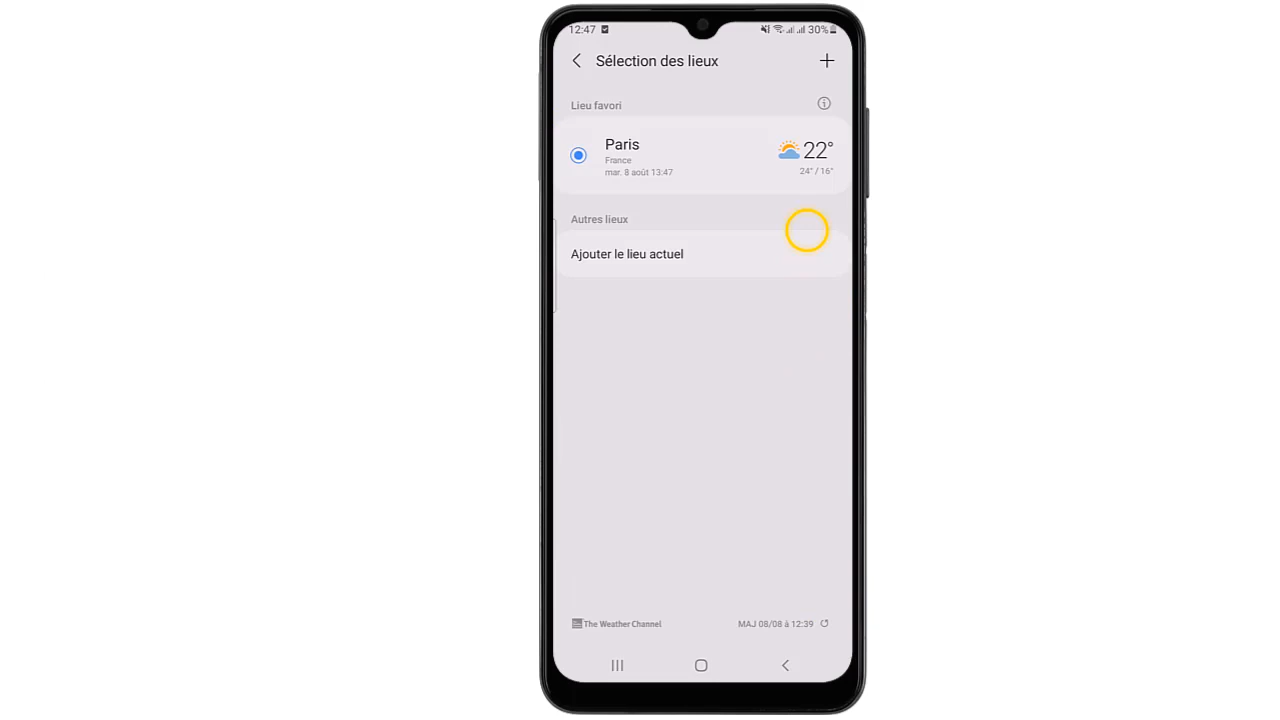 12:47 30%
Sélection des lieux
Lieu favori
Paris
22°
France
mar. 8 août 13:47
24° / 16°
Autres lieux
Ajouter le lieu actuel
The Weather Channel MAJ 08/08 à 12:39